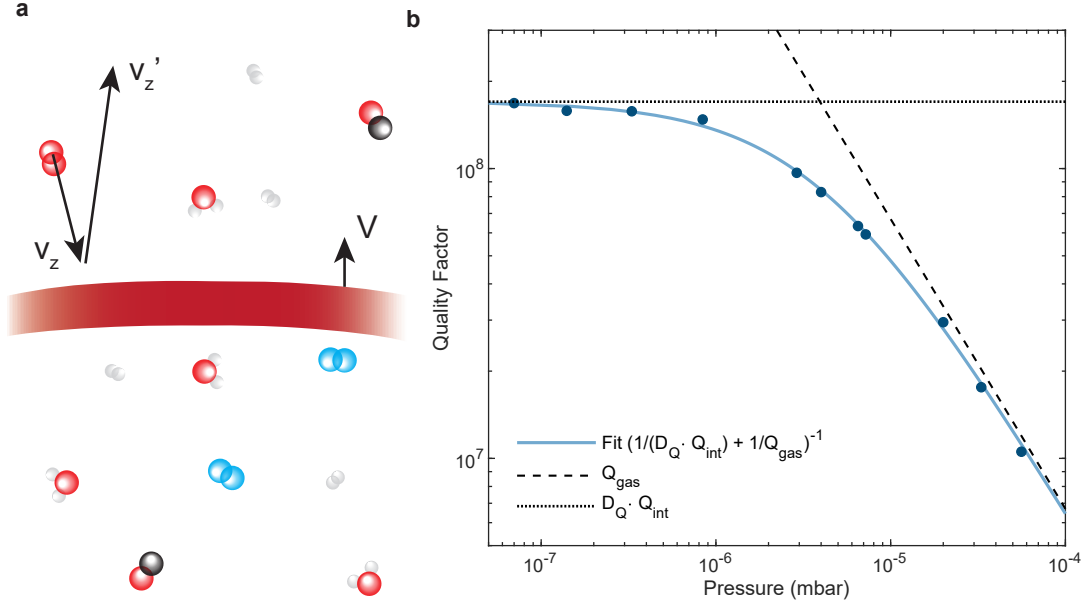 a
v_z'
v_z
V
b
Quality Factor
10^8
10^7
Fit (1/(D_Q · Q_int) + 1/Q_gas)^-1
Q_gas
D_Q · Q_int
10^-7
10^-6
10^-5
10^-4
Pressure (mbar)